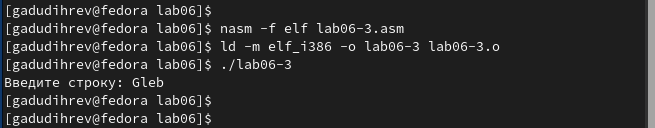 [gadudihrev@fedora lab06]$
[gadudihrev@fedora lab06]$ nasm -f elf lab06-3.asm
[gadudihrev@fedora lab06]$ ld -m elf_i386 -o lab06-3 lab06-3.o
[gadudihrev@fedora lab06]$ ./lab06-3
Введите строку: Gleb
[gadudihrev@fedora lab06]$
[gadudihrev@fedora lab06]$